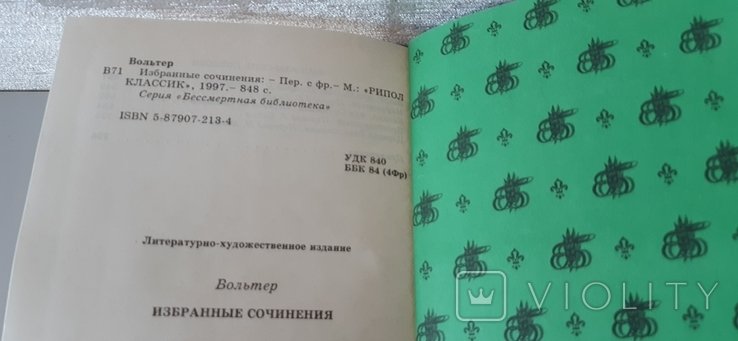 Вольтер
В71 Избранные сочинения: – Пер. с фр.– М.: «РИПОЛ
КЛАССИК», 1997.– 848 с.
Серия «Бессмертная библиотека»
ISBN 5-87907-213-4
УДК 840
ББК 84 (4Фр)
Литературно-художественное издание
Вольтер
ИЗБРАННЫЕ СОЧИНЕНИЯ
VIOLITY